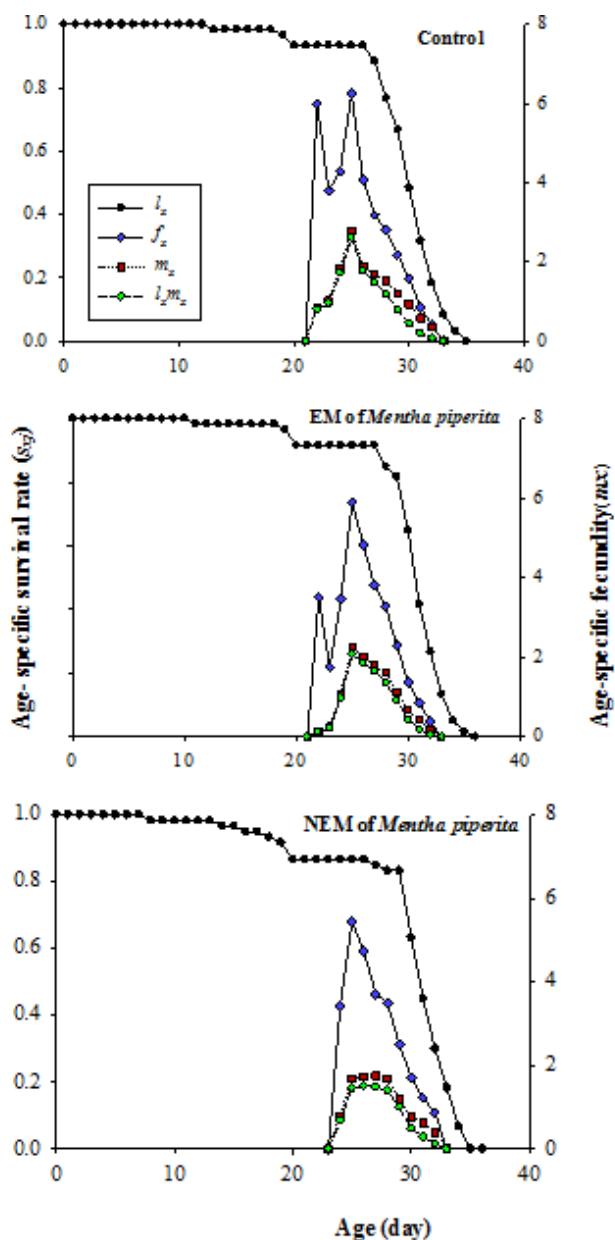 Control
1.0
0.8
0.6
0.4
0.2
0.0
8
6
4
2
0
lx
fx
mx
lxmx
0 10 20 30 40
EM of Mentha piperita
8
6
4
2
0
0 10 20 30 40
Age- specific survival rate (sxj)
Age-specific fecundity(mx)
NEM of Mentha piperita
1.0
0.8
0.6
0.4
0.2
0.0
8
6
4
2
0
0 10 20 30 40
Age (day)